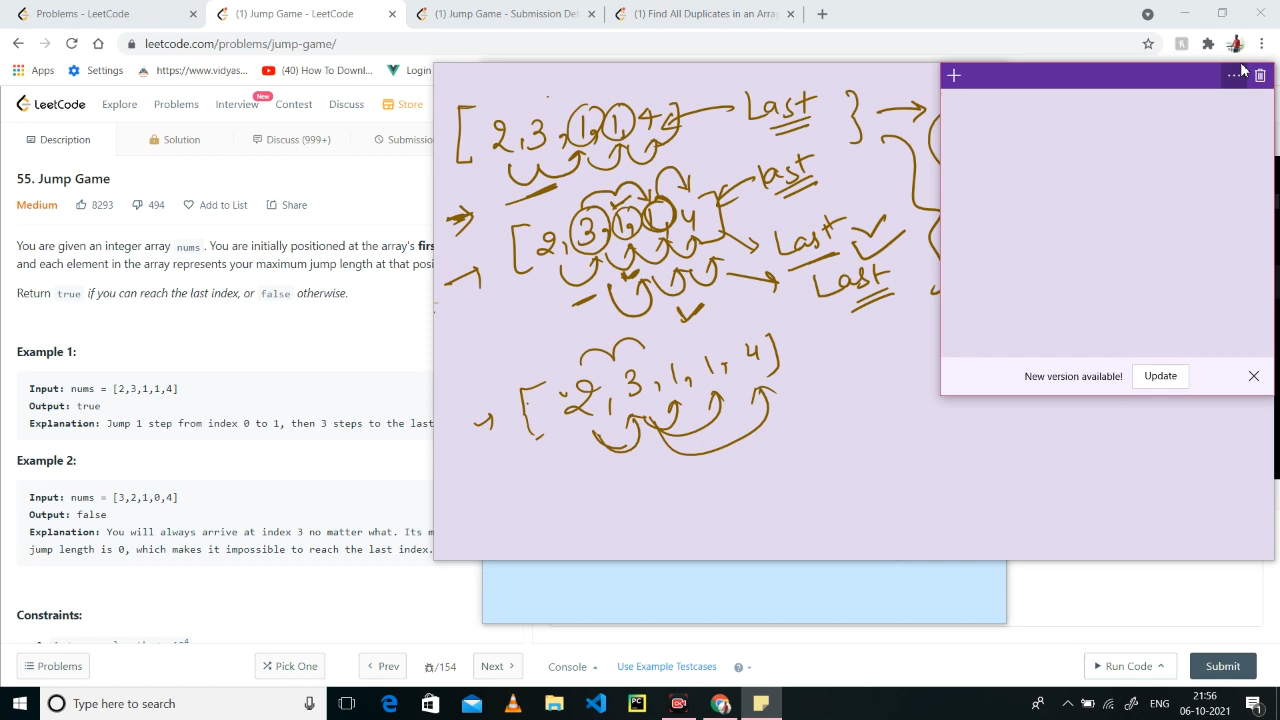 Problems - LeetCode
(1) Jump Game - LeetCode
(1) Jump Game - Submission Det
(1) Find All Duplicates in an Array
leetcode.com/problems/jump-game/
Apps
Settings
https://www.vidyas...
(40) How To Downl...
Login
LeetCode
Explore
Problems
Interview
New
Contest
Discuss
Store
Description
Solution
Discuss (999+)
Submissio
55. Jump Game
Medium
8293
494
Add to List
Share
You are given an integer array nums. You are initially positioned at the array's firs
and each element in the array represents your maximum jump length at that posi
Return true if you can reach the last index, or false otherwise.
Example 1:
Input: nums = [2,3,1,1,4]
Output: true
Explanation: Jump 1 step from index 0 to 1, then 3 steps to the last
Example 2:
Input: nums = [3,2,1,0,4]
Output: false
Explanation: You will always arrive at index 3 no matter what. Its m
jump length is 0, which makes it impossible to reach the last index.
Constraints:
[2,3,1,1,4] Last
[2,3,1,1,4] last
Last
Last
[2,3,1,1,4]
New version available!
Update
Problems
Pick One
Prev
/154
Next
Console
Use Example Testcases
Run Code
Submit
Type here to search
ENG
21:56
06-10-2021